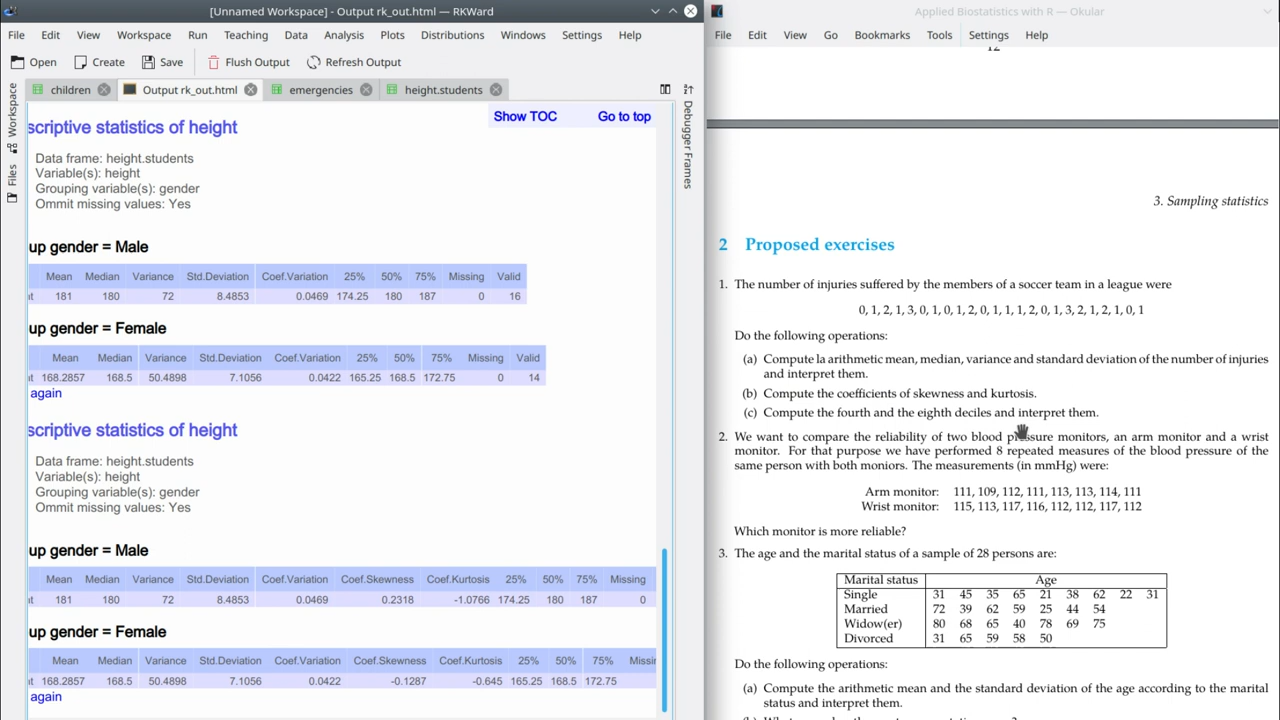 [Unnamed Workspace] - Output rk_out.html — RKWard
File Edit View Workspace Run Teaching Data Analysis Plots Distributions Windows Settings Help
Open Create Save Flush Output Refresh Output
children Output rk_out.html emergencies height.students
Workspace
Files
Debugger Frames
Show TOC Go to top
scriptive statistics of height
Data frame: height.students
Variable(s): height
Grouping variable(s): gender
Ommit missing values: Yes
up gender = Male
Mean Median Variance Std.Deviation Coef.Variation 25% 50% 75% Missing Valid
181 180 72 8.4853 0.0469 174.25 180 187 0 16
up gender = Female
Mean Median Variance Std.Deviation Coef.Variation 25% 50% 75% Missing Valid
168.2857 168.5 50.4898 7.1056 0.0422 165.25 168.5 172.75 0 14
again
scriptive statistics of height
Data frame: height.students
Variable(s): height
Grouping variable(s): gender
Ommit missing values: Yes
up gender = Male
Mean Median Variance Std.Deviation Coef.Variation Coef.Skewness Coef.Kurtosis 25% 50% 75% Missing
181 180 72 8.4853 0.0469 0.2318 -1.0766 174.25 180 187 0
up gender = Female
Mean Median Variance Std.Deviation Coef.Variation Coef.Skewness Coef.Kurtosis 25% 50% 75% Missi
168.2857 168.5 50.4898 7.1056 0.0422 -0.1287 -0.645 165.25 168.5 172.75
again
Applied Biostatistics with R — Okular
File Edit View Go Bookmarks Tools Settings Help
12
3. Sampling statistics
2 Proposed exercises
1. The number of injuries suffered by the members of a soccer team in a league were
0, 1, 2, 1, 3, 0, 1, 0, 1, 2, 0, 1, 1, 1, 2, 0, 1, 3, 2, 1, 2, 1, 0, 1
Do the following operations:
(a) Compute la arithmetic mean, median, variance and standard deviation of the number of injuries
and interpret them.
(b) Compute the coefficients of skewness and kurtosis.
(c) Compute the fourth and the eighth deciles and interpret them.
2. We want to compare the reliability of two blood pressure monitors, an arm monitor and a wrist
monitor. For that purpose we have performed 8 repeated measures of the blood pressure of the
same person with both moniors. The measurements (in mmHg) were:
Arm monitor: 111, 109, 112, 111, 113, 113, 114, 111
Wrist monitor: 115, 113, 117, 116, 112, 112, 117, 112
Which monitor is more reliable?
3. The age and the marital status of a sample of 28 persons are:
Marital status Age
Single 31 45 35 65 21 38 62 22 31
Married 72 39 62 59 25 44 54
Widow(er) 80 68 65 40 78 69 75
Divorced 31 65 59 58 50
Do the following operations:
(a) Compute the arithmetic mean and the standard deviation of the age according to the marital
status and interpret them.